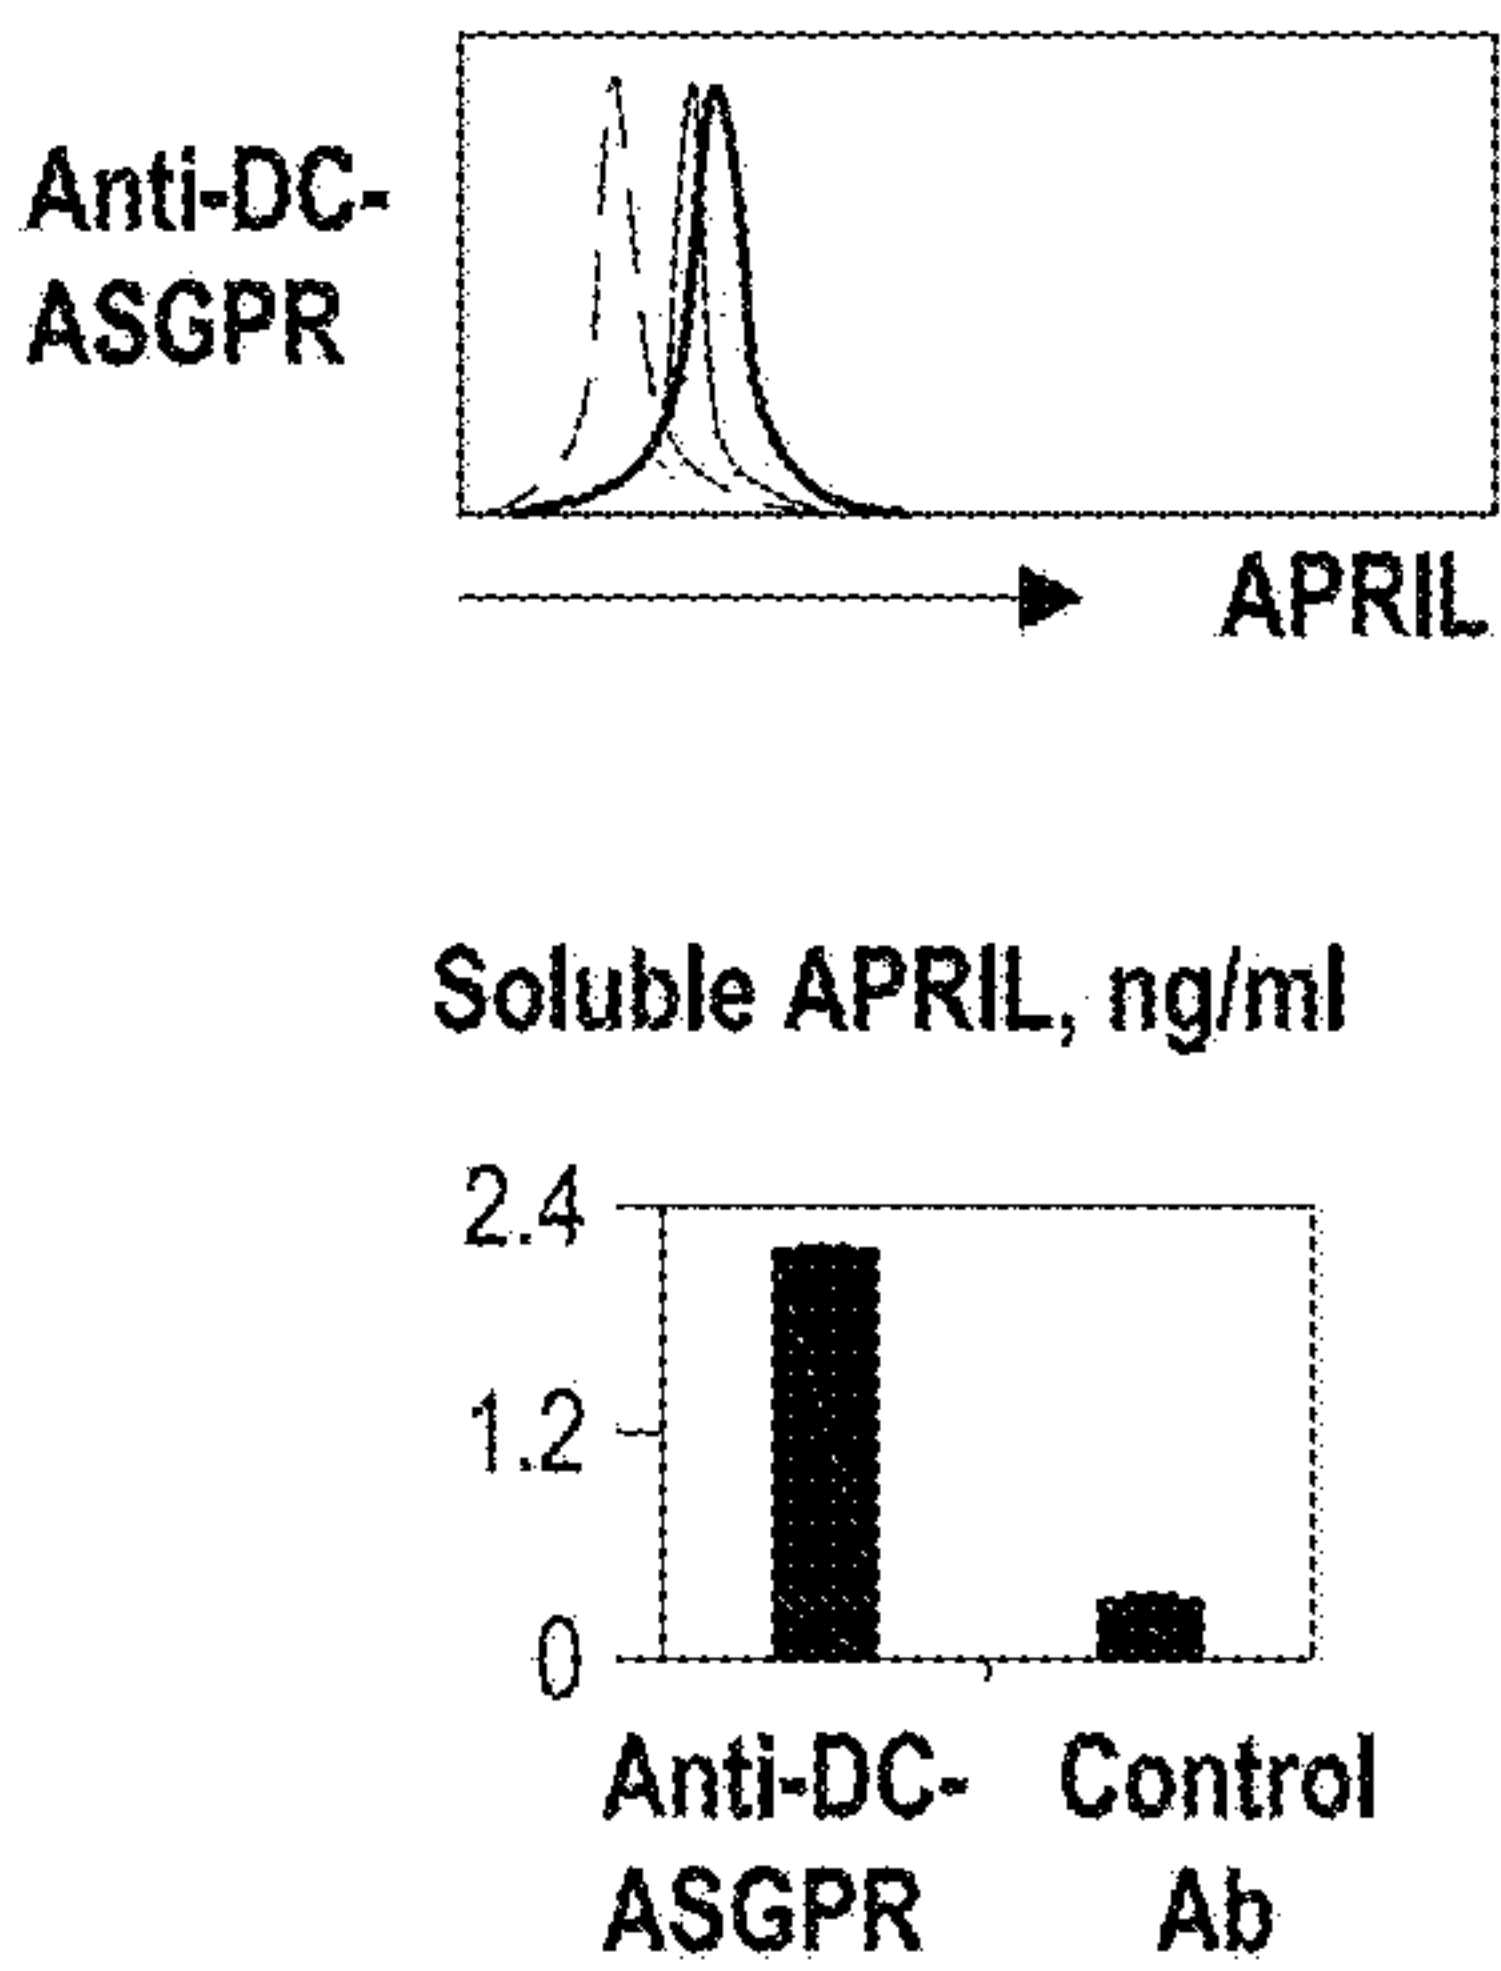 Anti-DC-
ASGPR
APRIL
Soluble APRIL, ng/ml
2.4
1.2
0
Anti-DC-
ASGPR
Control
Ab